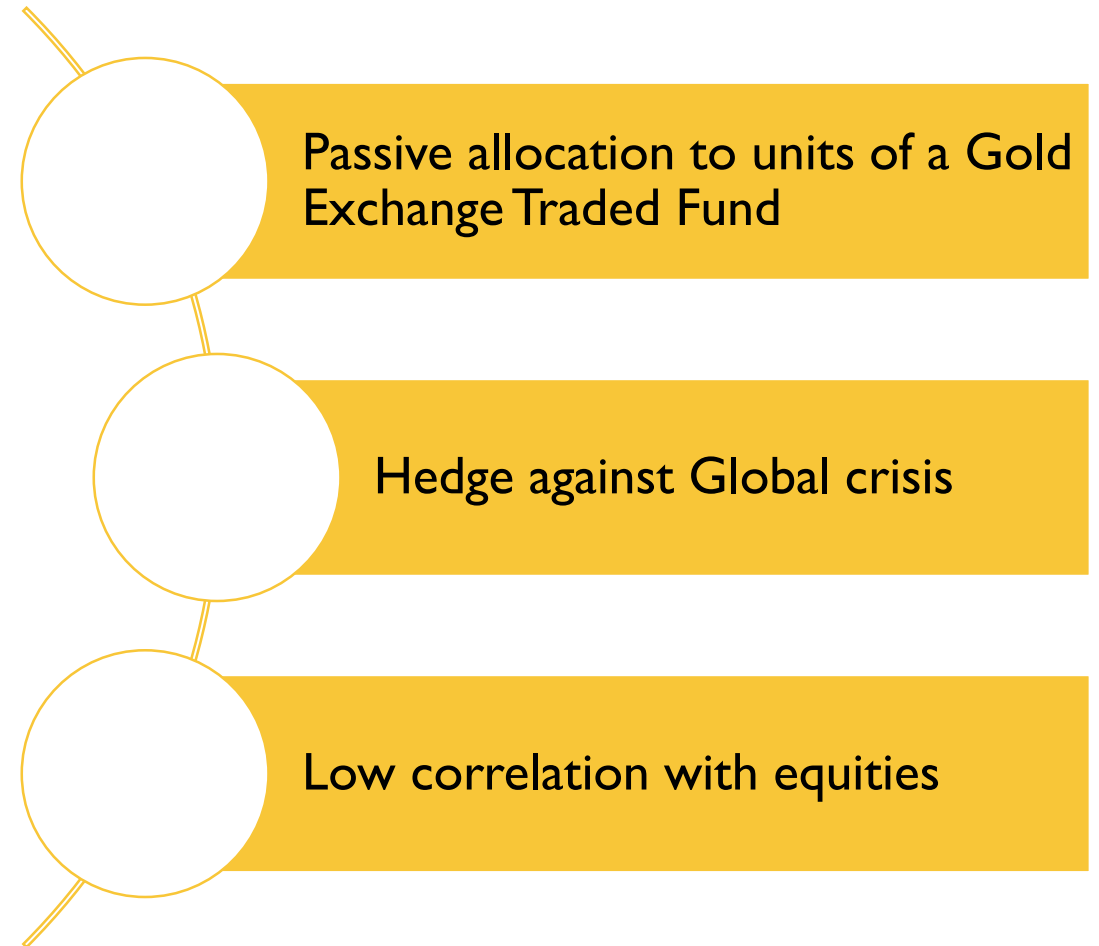 Passive allocation to units of a Gold
Exchange Traded Fund
Hedge against Global crisis
Low correlation with equities